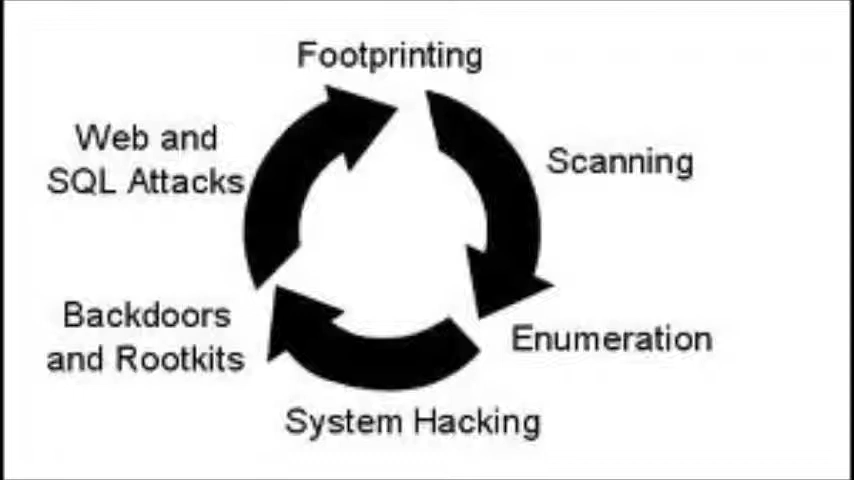 Footprinting
Scanning
Enumeration
System Hacking
Backdoors
and Rootkits
Web and
SQL Attacks